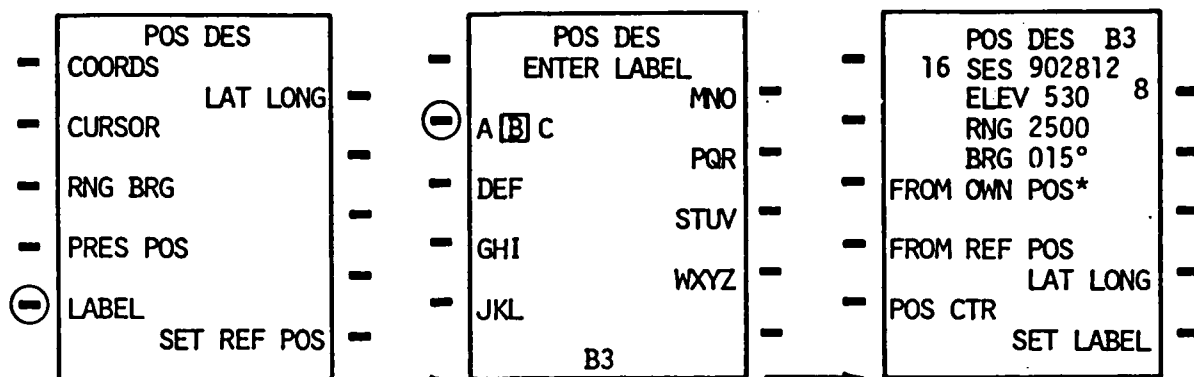 POS DES
COORDS
LAT LONG
CURSOR
RNG BRG
PRES POS
LABEL
SET REF POS
POS DES
ENTER LABEL
MNO
A B C
PQR
DEF
STUV
GHI
WXYZ
JKL
B3
POS DES B3
16 SES 902812
8
ELEV 530
RNG 2500
BRG 015°
FROM OWN POS*
FROM REF POS
LAT LONG
POS CTR
SET LABEL